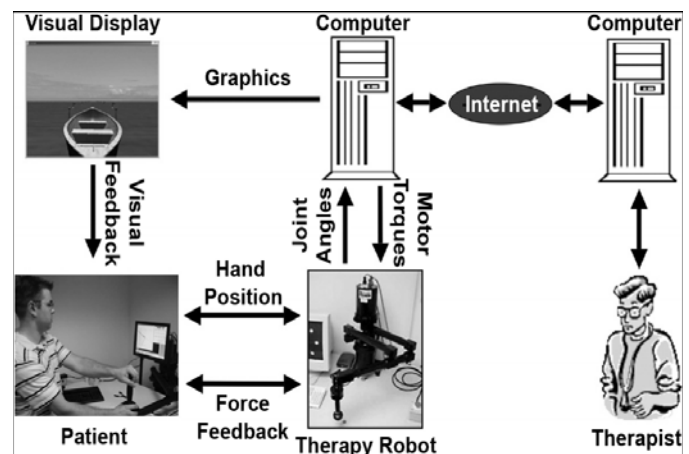 Visual Display
Computer
Computer
Graphics
Internet
Visual
Feedback
Joint
Angles
Motor
Torques
Hand
Position
Force
Feedback
Patient
Therapy Robot
Therapist